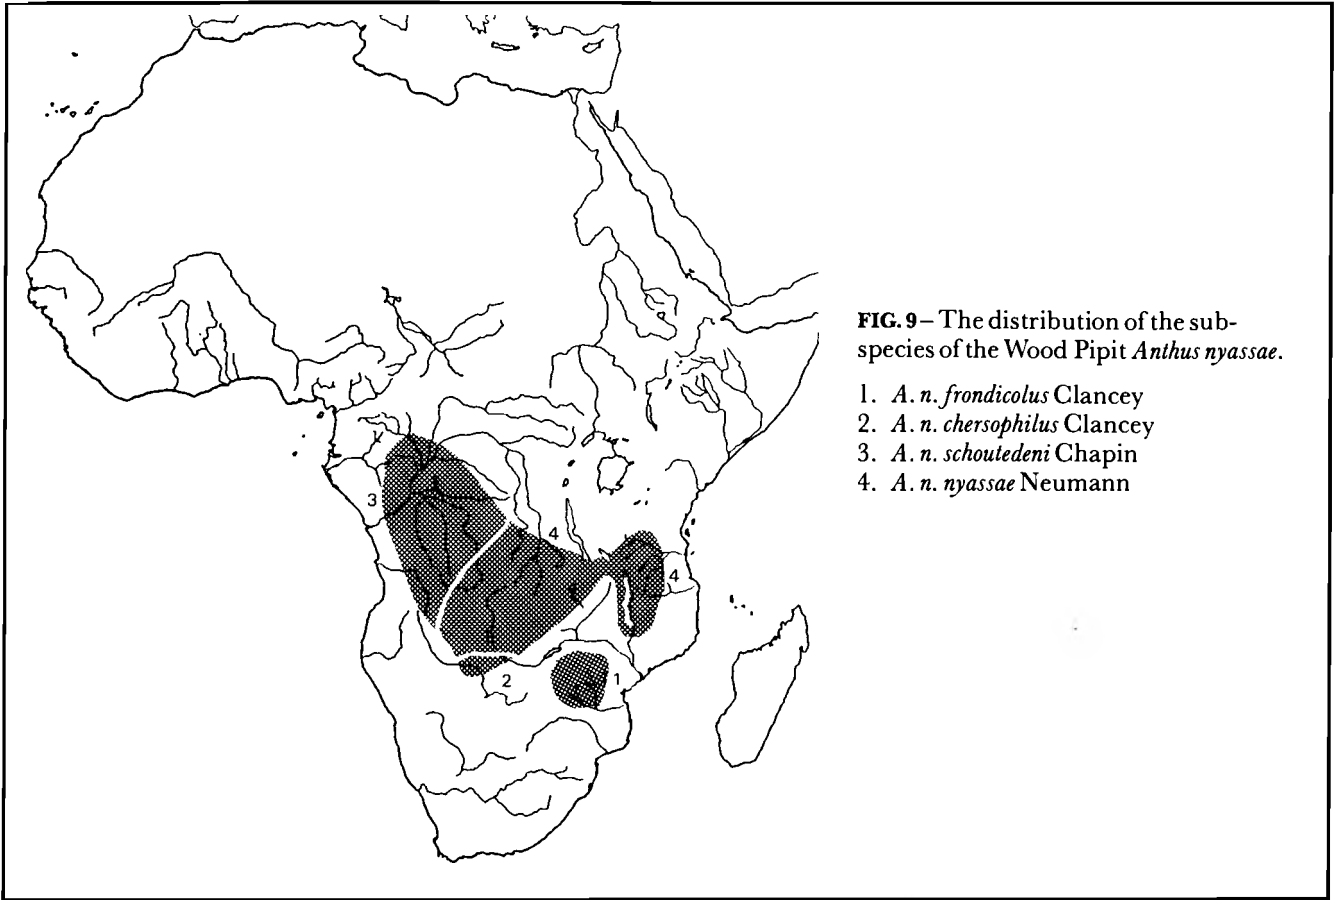 FIG. 9 – The distribution of the sub-
species of the Wood Pipit Anthus nyassae.
1. A. n. frondicolus Clancey
2. A. n. chersophilus Clancey
3. A. n. schoutedeni Chapin
4. A. n. nyassae Neumann
3
4
4
2
1